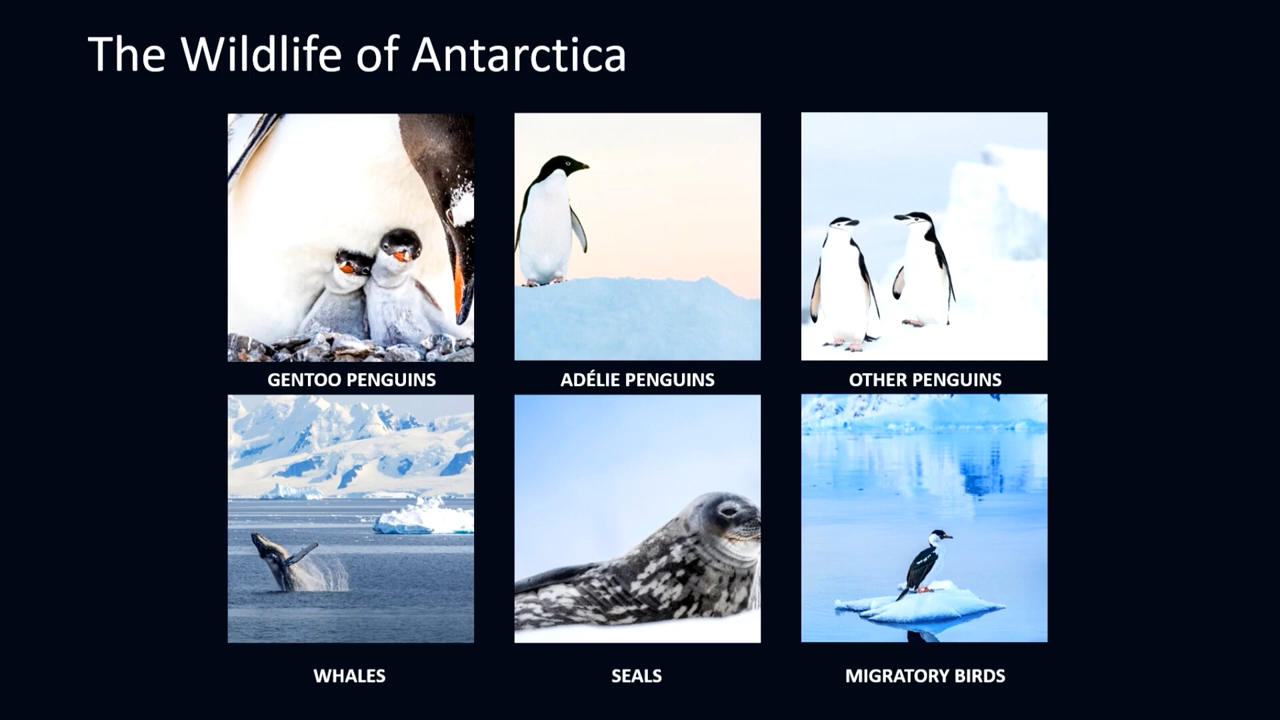 The Wildlife of Antarctica
GENTOO PENGUINS
ADÉLIE PENGUINS
OTHER PENGUINS
WHALES
SEALS
MIGRATORY BIRDS